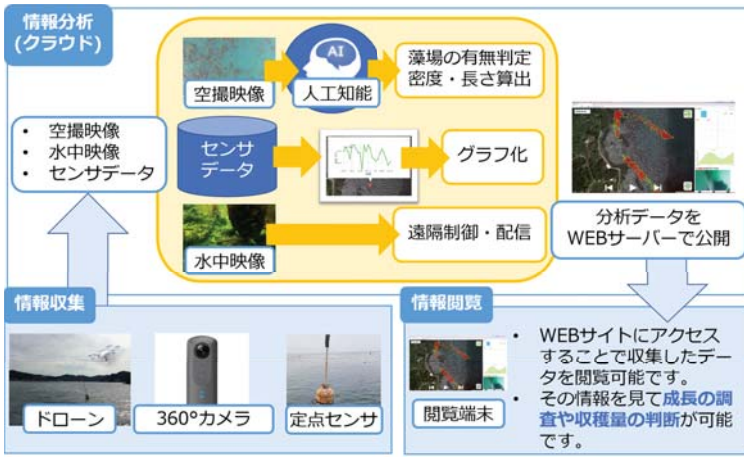 情報分析
(クラウド)
空撮映像
AI
人工知能
藻場の有無判定
密度・長さ算出
• 空撮映像
• 水中映像
• センサデータ
センサ
データ
グラフ化
水中映像
遠隔制御・配信
分析データを
WEBサーバーで公開
情報収集
ドローン
360°カメラ
定点センサ
情報閲覧
閲覧端末
• WEBサイトにアクセス
することで収集したデー
タを閲覧可能です。
• その情報を見て成長の調
査や収穫量の判断が可能
です。